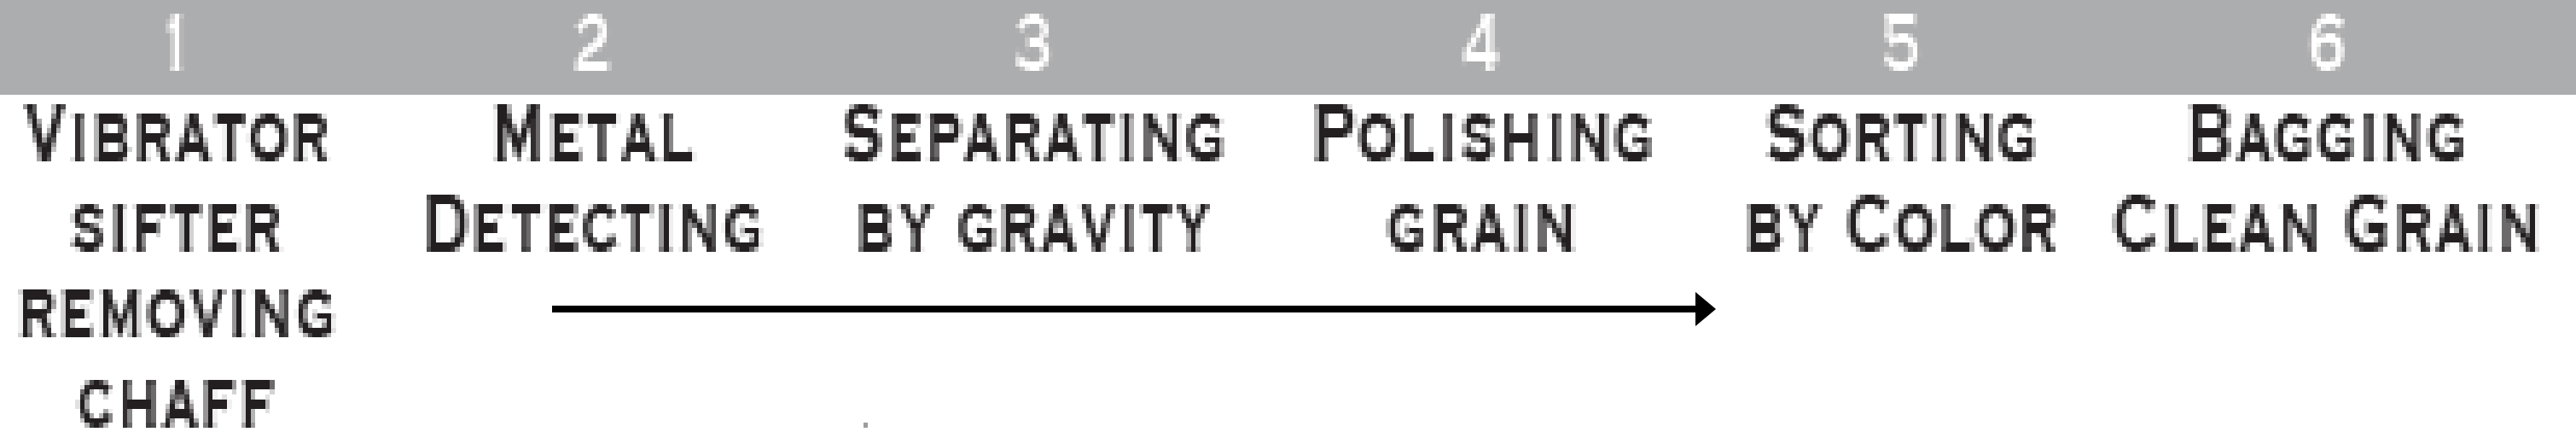 1 2 3 4 5 6
VIBRATOR METAL SEPARATING POLISHING SORTING BAGGING
SIFTER DETECTING BY GRAVITY GRAIN BY COLOR CLEAN GRAIN
REMOVING
CHAFF